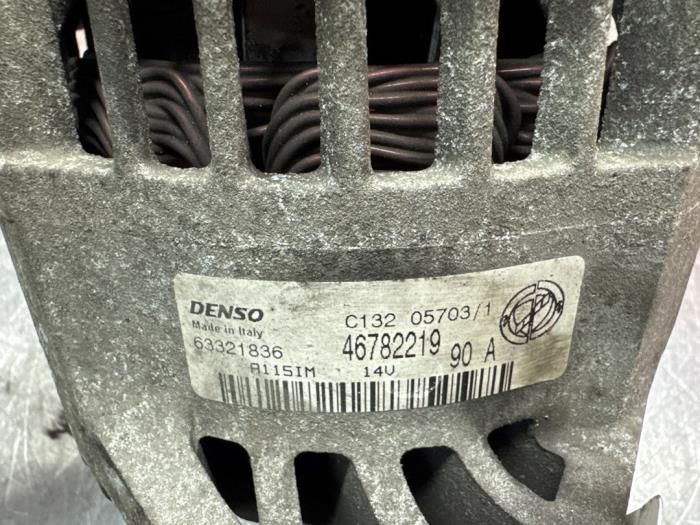 DENSO
Made in Italy
C132 05703/1
63321836 46782219 90 A
A115IM 14V